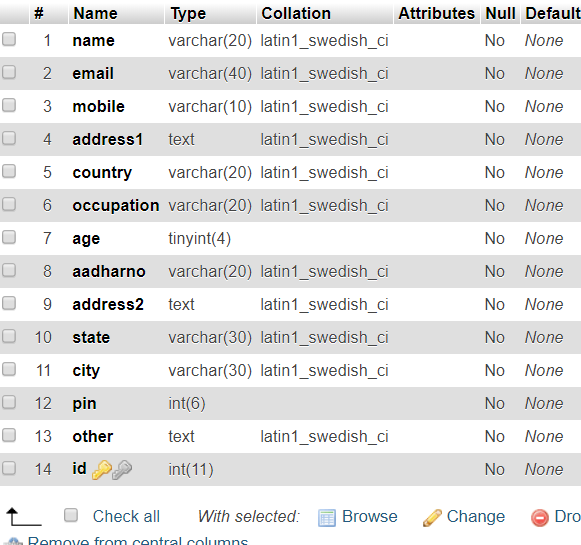 # Name Type Collation Attributes Null Default
1 name varchar(20) latin1_swedish_ci No None
2 email varchar(40) latin1_swedish_ci No None
3 mobile varchar(10) latin1_swedish_ci No None
4 address1 text latin1_swedish_ci No None
5 country varchar(20) latin1_swedish_ci No None
6 occupation varchar(20) latin1_swedish_ci No None
7 age tinyint(4) No None
8 aadharno varchar(20) latin1_swedish_ci No None
9 address2 text latin1_swedish_ci No None
10 state varchar(30) latin1_swedish_ci No None
11 city varchar(30) latin1_swedish_ci No None
12 pin int(6) No None
13 other text latin1_swedish_ci No None
14 id int(11) No None
Check all With selected: Browse Change Dro
Remove from central columns